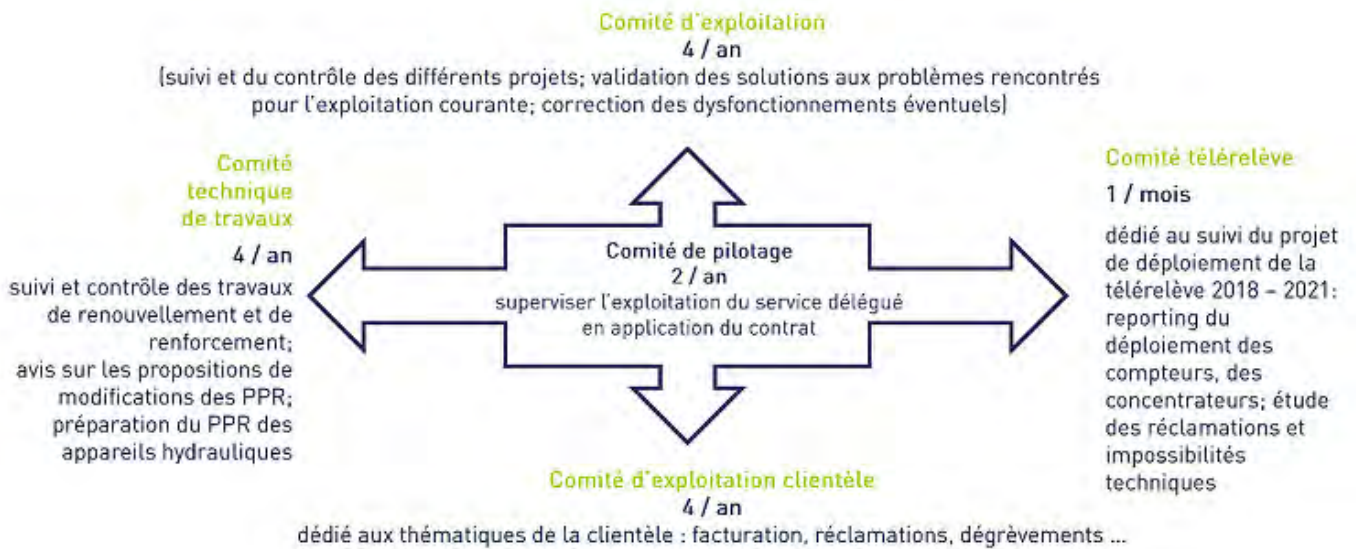 Comité d'exploitation
4 / an
(suivi et du contrôle des différents projets; validation des solutions aux problèmes rencontrés
pour l'exploitation courante; correction des dysfonctionnements éventuels)
Comité
technique
de travaux
4 / an
suivi et contrôle des travaux
de renouvellement et de
renforcement;
avis sur les propositions de
modifications des PPR;
préparation du PPR des
appareils hydrauliques
Comité de pilotage
2 / an
superviser l'exploitation du service délégué
en application du contrat
Comité télérelève
1 / mois
dédié au suivi du projet
de déploiement de la
télérelève 2018 – 2021:
reporting du
déploiement des
compteurs, des
concentrateurs; étude
des réclamations et
impossibilités
techniques
Comité d'exploitation clientèle
4 / an
dédié aux thématiques de la clientèle : facturation, réclamations, dégrèvements ...